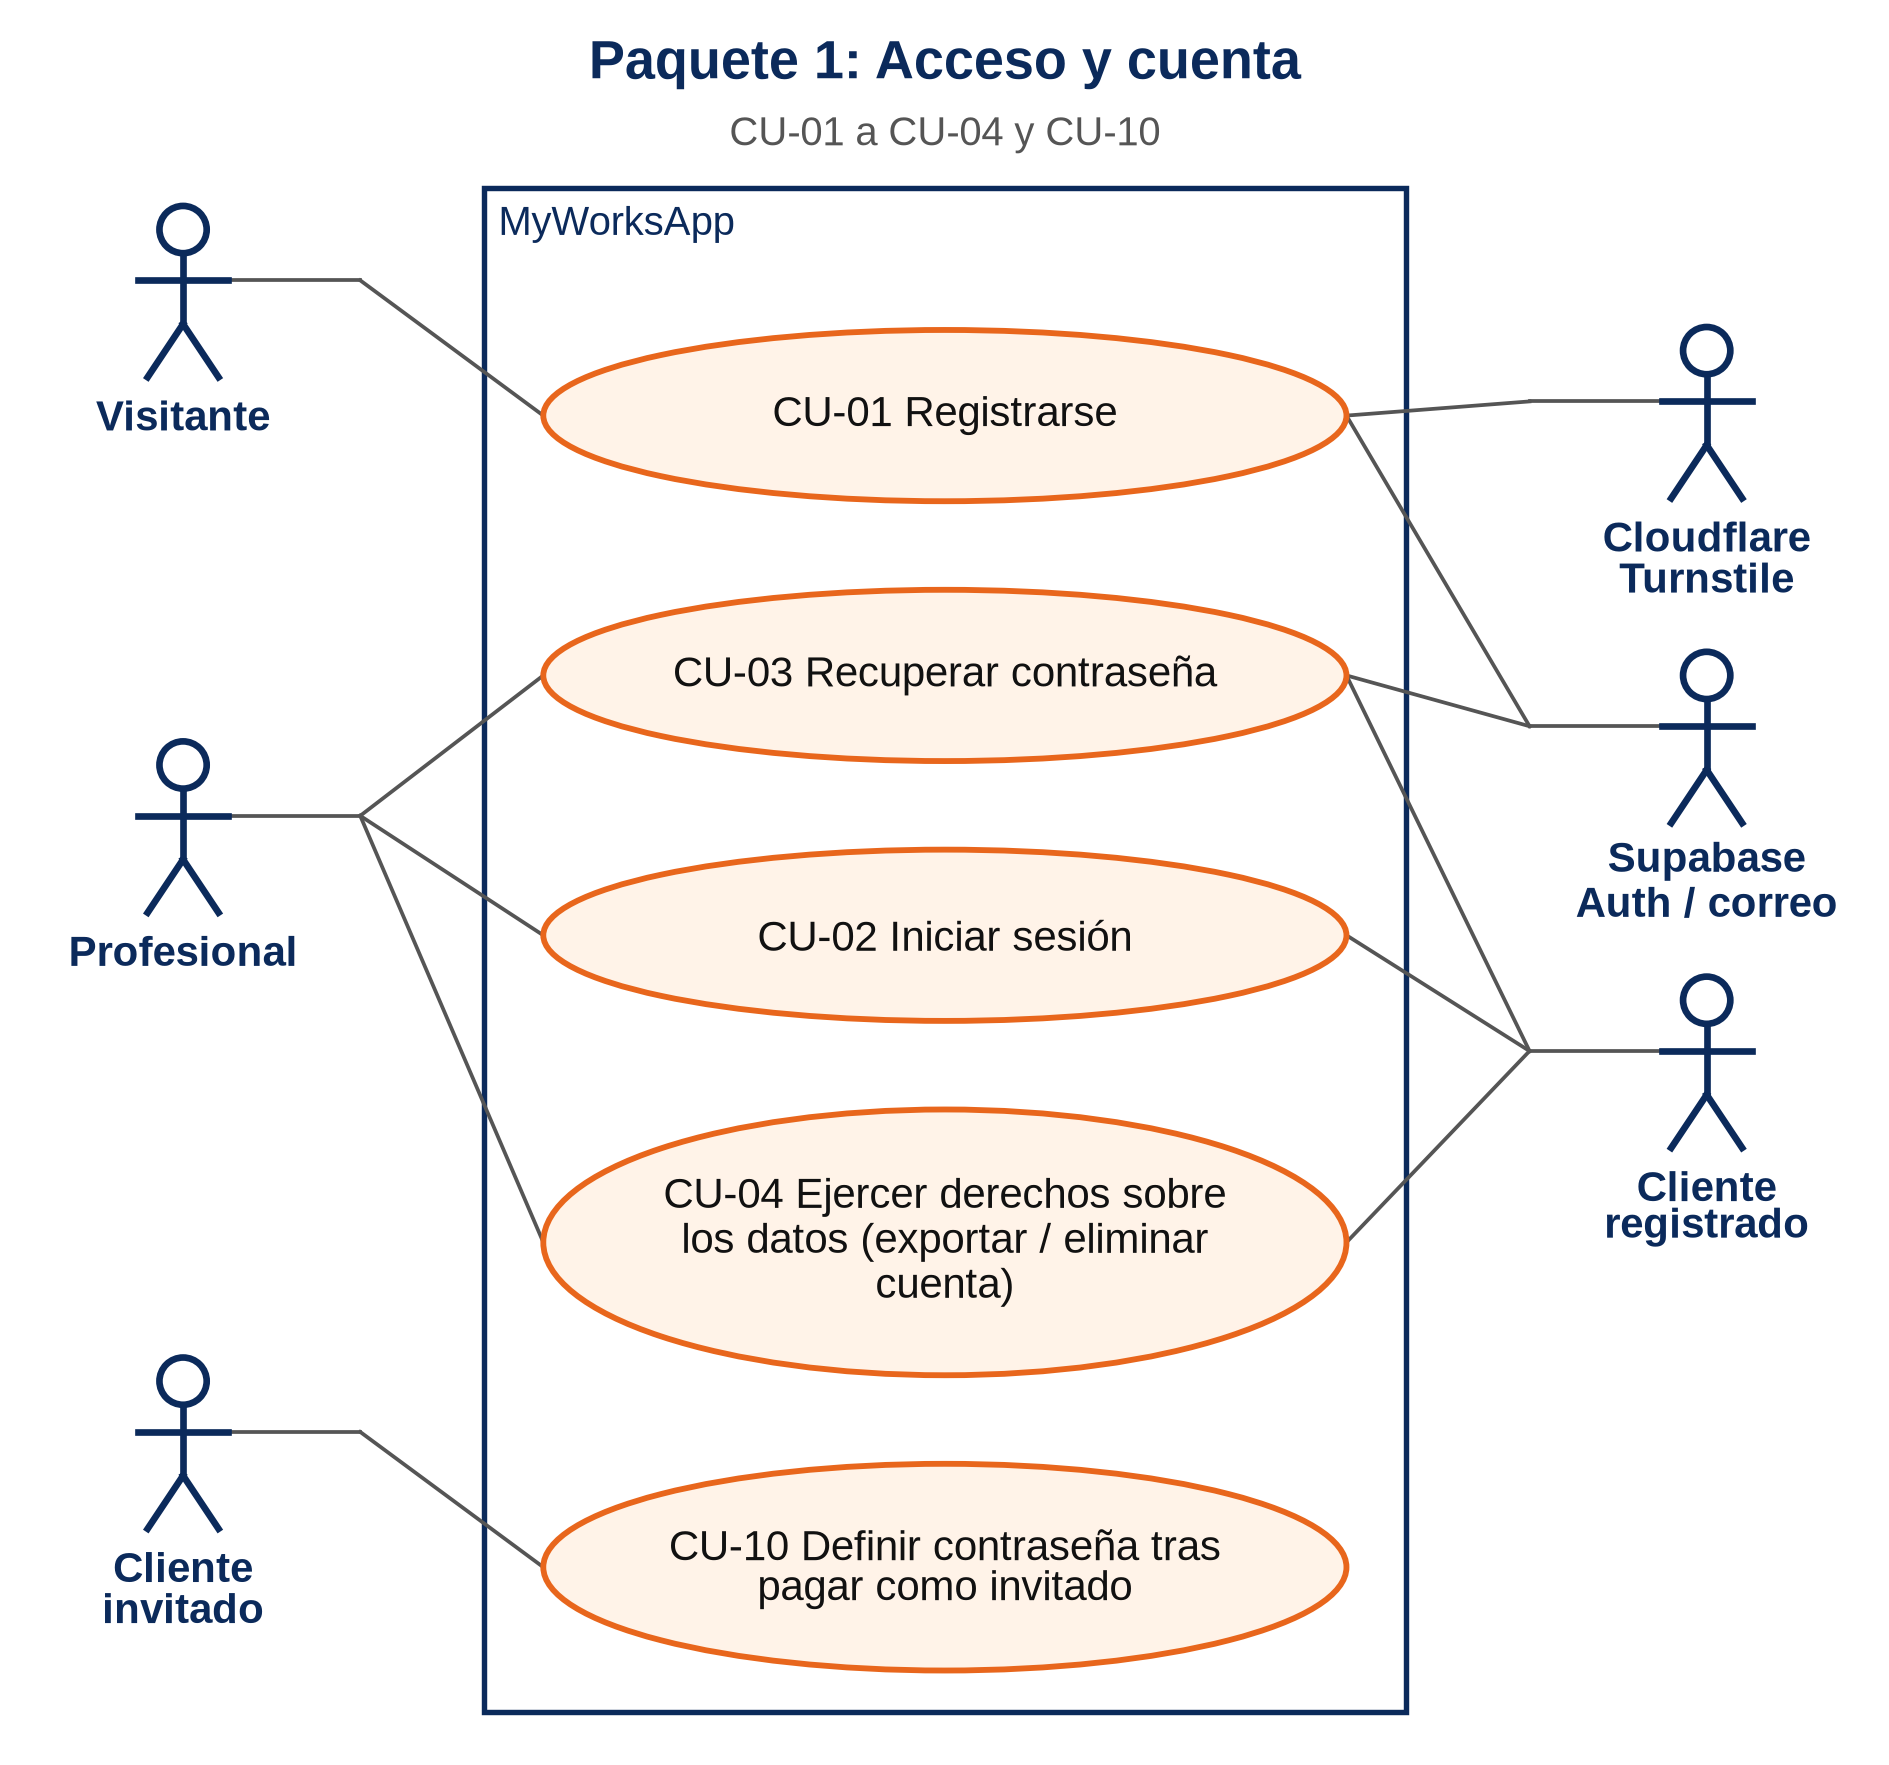 Paquete 1: Acceso y cuenta
CU-01 a CU-04 y CU-10
MyWorksApp
Visitante
CU-01 Registrarse
Cloudflare
Turnstile
CU-03 Recuperar contraseña
Supabase
Auth / correo
Profesional
CU-02 Iniciar sesión
Cliente
registrado
CU-04 Ejercer derechos sobre
los datos (exportar / eliminar
cuenta)
Cliente
invitado
CU-10 Definir contraseña tras
pagar como invitado